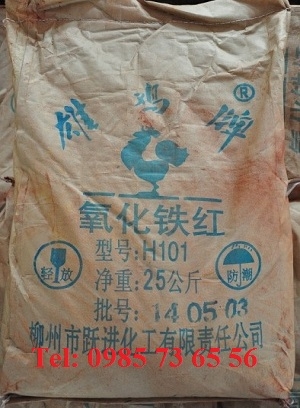 雄鸡牌®
氧化铁红
型号:H101
轻放
净重:25公斤
防潮
批号: 14 05 03
柳州市跃进化工有限责任公司
Tel: 0985 73 65 56